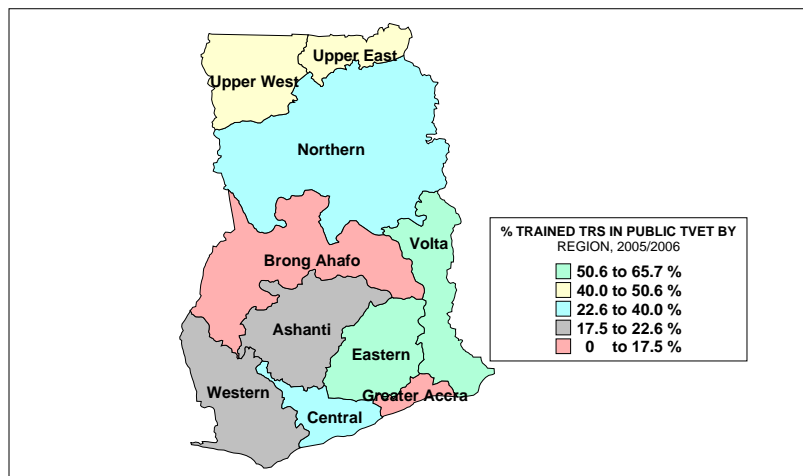 Upper East
Upper West
Northern
Volta
Brong Ahafo
Ashanti
Eastern
Western
Greater Accra
Central
% TRAINED TRS IN PUBLIC TVET BY
REGION, 2005/2006
50.6 to 65.7 %
40.0 to 50.6 %
22.6 to 40.0 %
17.5 to 22.6 %
0 to 17.5 %